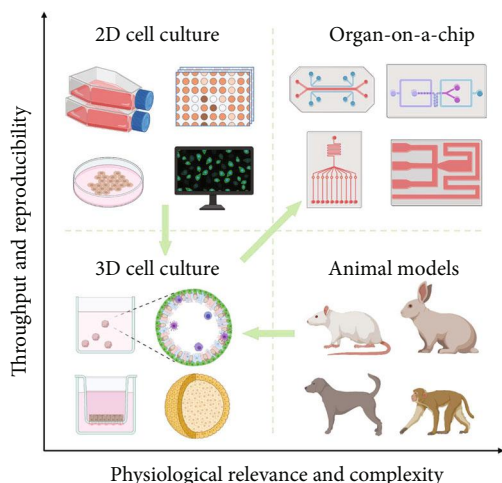 2D cell culture
Organ-on-a-chip
3D cell culture
Animal models
Throughput and reproducibility
Physiological relevance and complexity